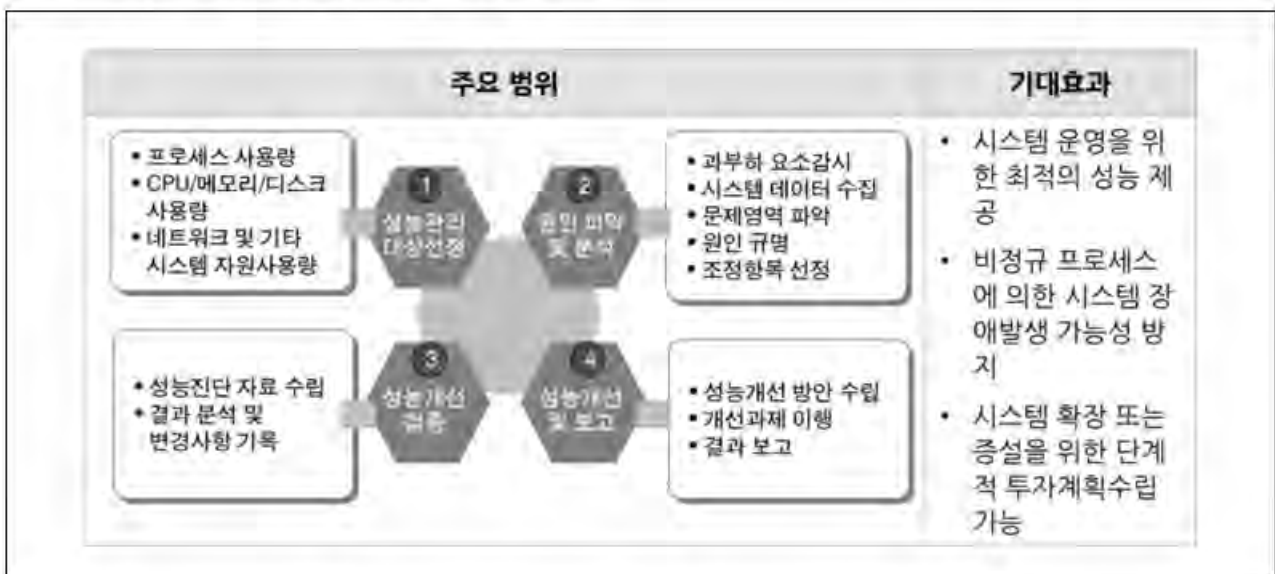 주요 범위
기대효과
• 프로세스 사용량
• CPU/메모리/디스크
사용량
• 네트워크 및 기타
시스템 자원사용량
1
성능관리
대상선정
2
원인 파악
및 분석
• 과부하 요소감시
• 시스템 데이터 수집
• 문제영역 파악
• 원인 규명
• 조정항목 선정
• 성능진단 자료 수립
• 결과 분석 및
변경사항 기록
3
성능개선
검증
4
성능개선
및 보고
• 성능개선 방안 수립
• 개선과제 이행
• 결과 보고
• 시스템 운영을 위
한 최적의 성능 제
공
• 비정규 프로세스
에 의한 시스템 장
애발생 가능성 방
지
• 시스템 확장 또는
증설을 위한 단계
적 투자계획수립
가능